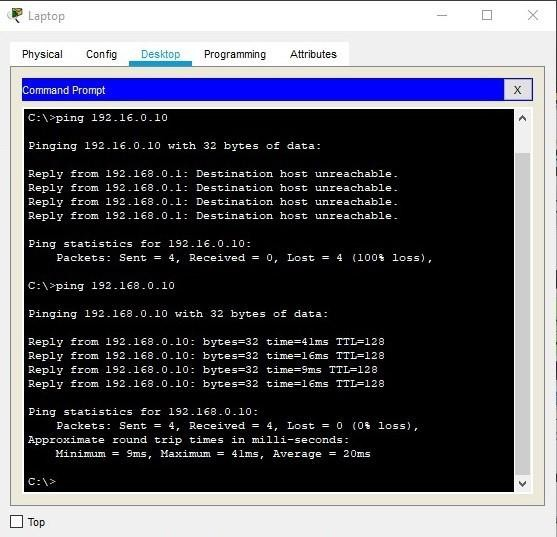 Laptop
Physical Config Desktop Programming Attributes
Command Prompt X
C:\>ping 192.16.0.10
Pinging 192.16.0.10 with 32 bytes of data:
Reply from 192.168.0.1: Destination host unreachable.
Reply from 192.168.0.1: Destination host unreachable.
Reply from 192.168.0.1: Destination host unreachable.
Reply from 192.168.0.1: Destination host unreachable.
Ping statistics for 192.16.0.10:
Packets: Sent = 4, Received = 0, Lost = 4 (100% loss),
C:\>ping 192.168.0.10
Pinging 192.168.0.10 with 32 bytes of data:
Reply from 192.168.0.10: bytes=32 time=41ms TTL=128
Reply from 192.168.0.10: bytes=32 time=16ms TTL=128
Reply from 192.168.0.10: bytes=32 time=9ms TTL=128
Reply from 192.168.0.10: bytes=32 time=16ms TTL=128
Ping statistics for 192.168.0.10:
Packets: Sent = 4, Received = 4, Lost = 0 (0% loss),
Approximate round trip times in milli-seconds:
Minimum = 9ms, Maximum = 41ms, Average = 20ms
C:\>
Top